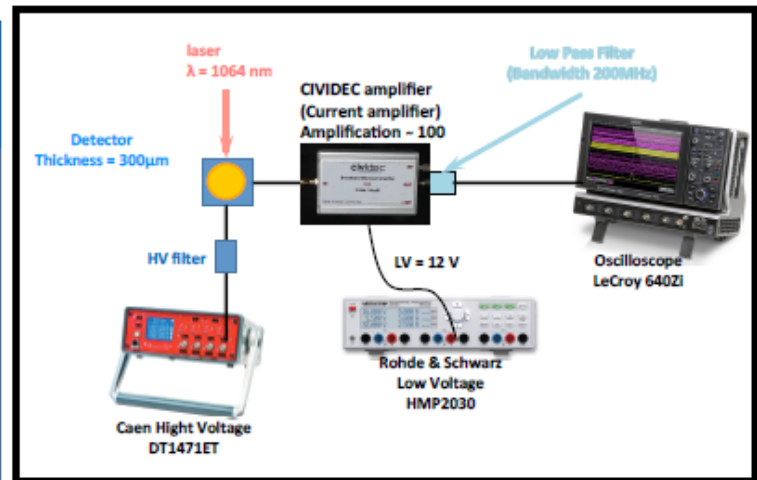 laser
λ = 1064 nm
Low Pass Filter
(Bandwidth 200MHz)
CIVIDEC amplifier
(Current amplifier)
Amplification ~ 100
Detector
Thickness = 300μm
cividec
HV filter
LV = 12 V
Oscilloscope
LeCroy 640Zi
Rohde & Schwarz
Low Voltage
HMP2030
Caen Hight Voltage
DT1471ET